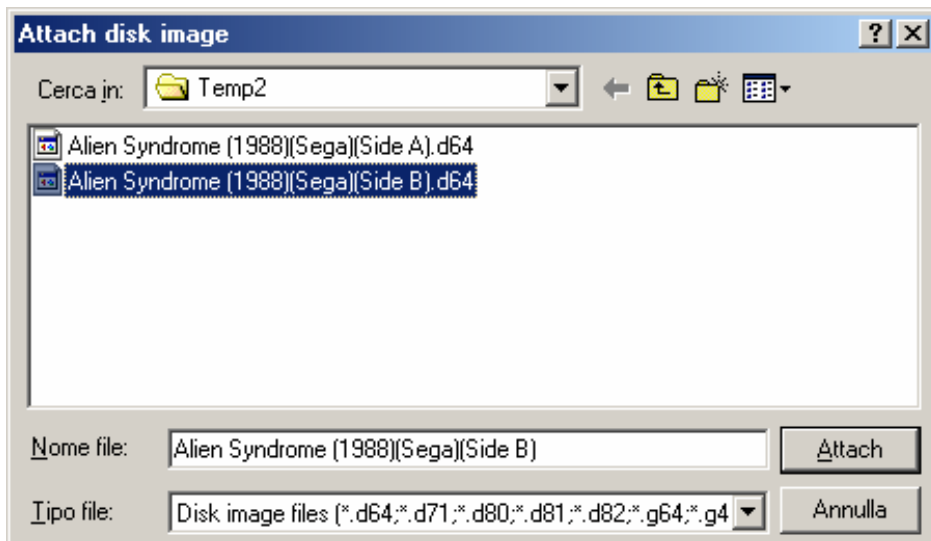 Attach disk image
Cerca in: Temp2
Alien Syndrome (1988)(Sega)(Side A).d64
Alien Syndrome (1988)(Sega)(Side B).d64
Nome file: Alien Syndrome (1988)(Sega)(Side B) Attach
Tipo file: Disk image files (*.d64;*.d71;*.d80;*.d81;*.d82;*.g64;*.g4 Annulla